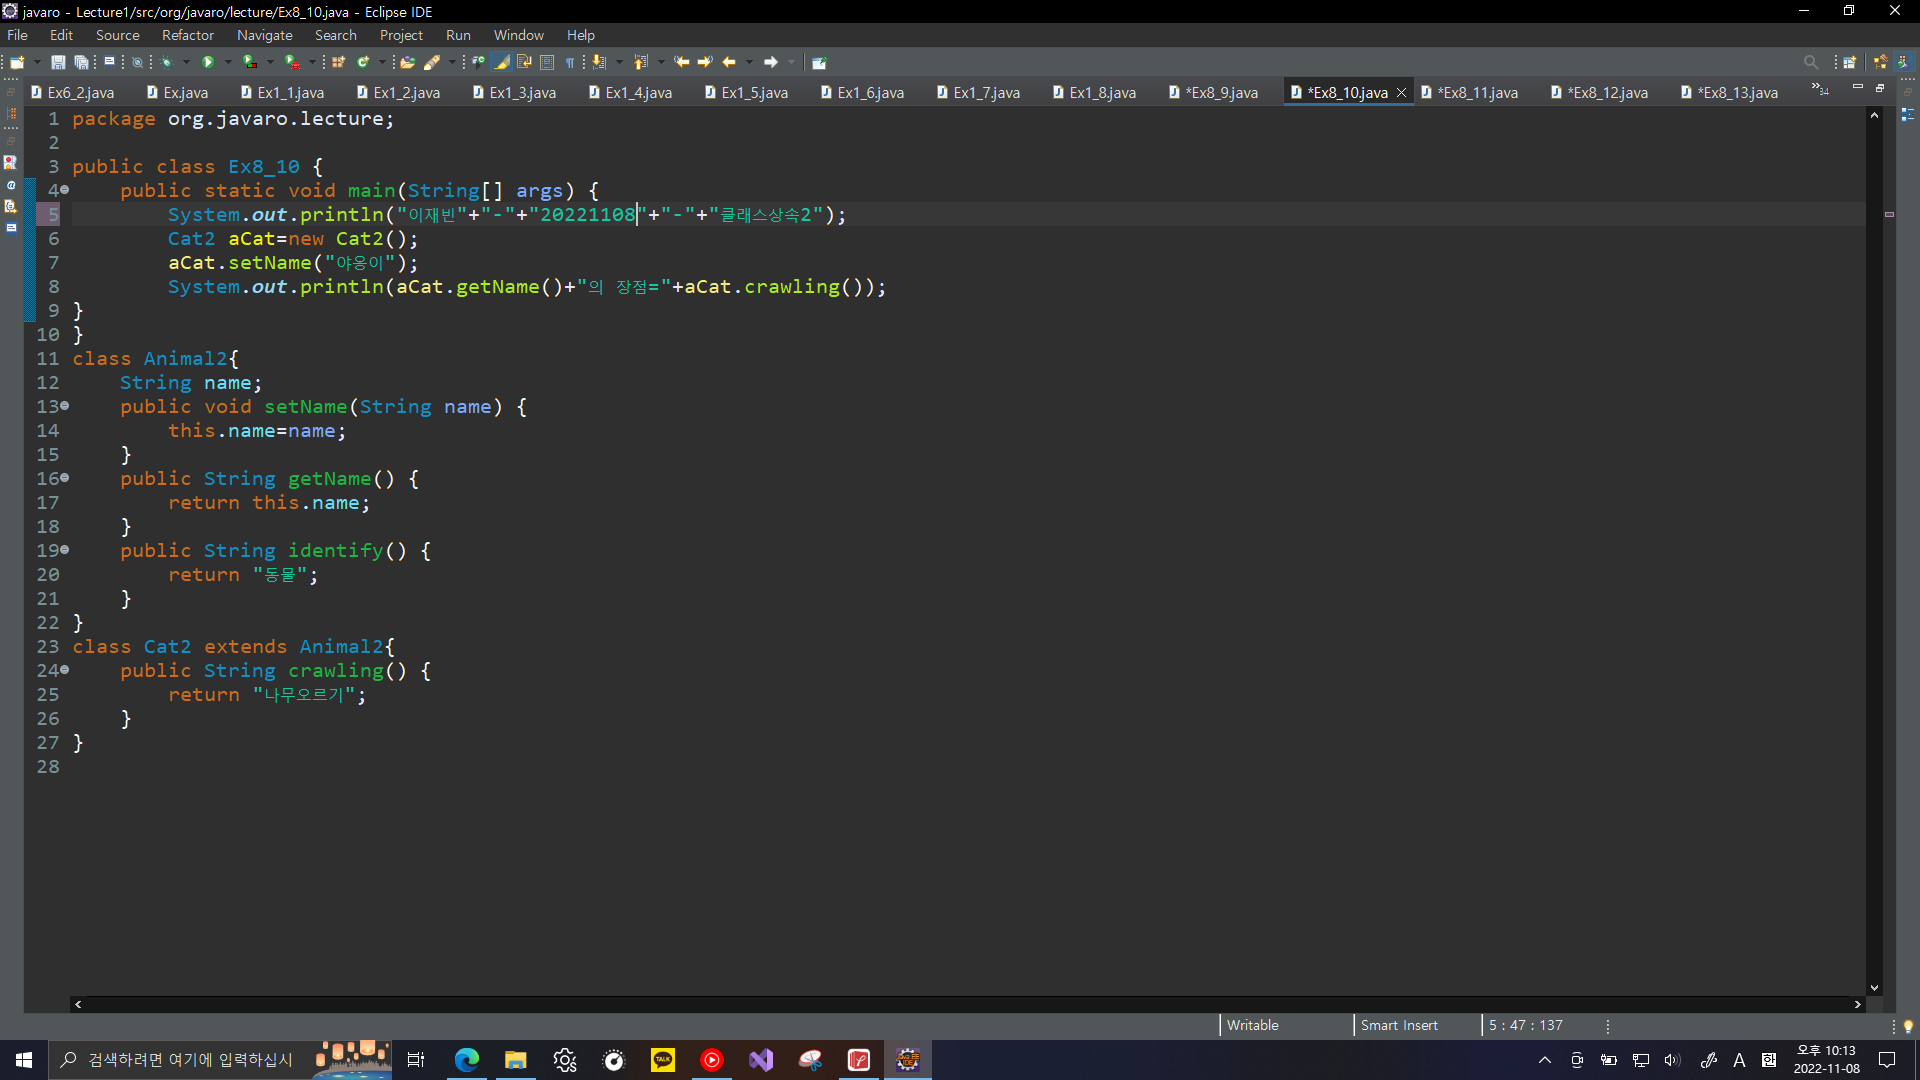 javaro - Lecture1/src/org/javaro/lecture/Ex8_10.java - Eclipse IDE
File Edit Source Refactor Navigate Search Project Run Window Help
Ex6_2.java Ex.java Ex1_1.java Ex1_2.java Ex1_3.java Ex1_4.java Ex1_5.java Ex1_6.java Ex1_7.java Ex1_8.java *Ex8_9.java *Ex8_10.java *Ex8_11.java *Ex8_12.java *Ex8_13.java »34
1 package org.javaro.lecture;
2
3 public class Ex8_10 {
4 public static void main(String[] args) {
5 System.out.println("이재빈"+"-"+"20221108"+"-"+"클래스상속2");
6 Cat2 aCat=new Cat2();
7 aCat.setName("야옹이");
8 System.out.println(aCat.getName()+"의 장점="+aCat.crawling());
9 }
10 }
11 class Animal2{
12 String name;
13 public void setName(String name) {
14 this.name=name;
15 }
16 public String getName() {
17 return this.name;
18 }
19 public String identify() {
20 return "동물";
21 }
22 }
23 class Cat2 extends Animal2{
24 public String crawling() {
25 return "나무오르기";
26 }
27 }
28
Writable Smart Insert 5 : 47 : 137
검색하려면 여기에 입력하십시
TALK
A
오후 10:13
2022-11-08